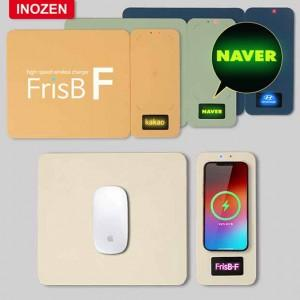 INOZEN
NAVER
high-speed wireless charger
FrisB F
kakao
NAVER
FrisB-F